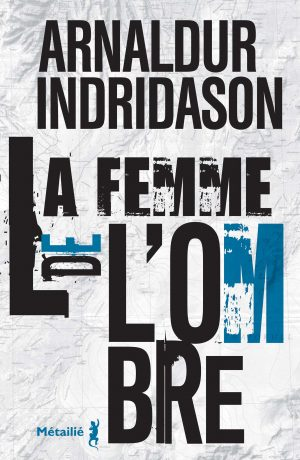 ARNALDUR
INDRIDASON
LA FEMME
DE
L'OM
BRE
Métailié